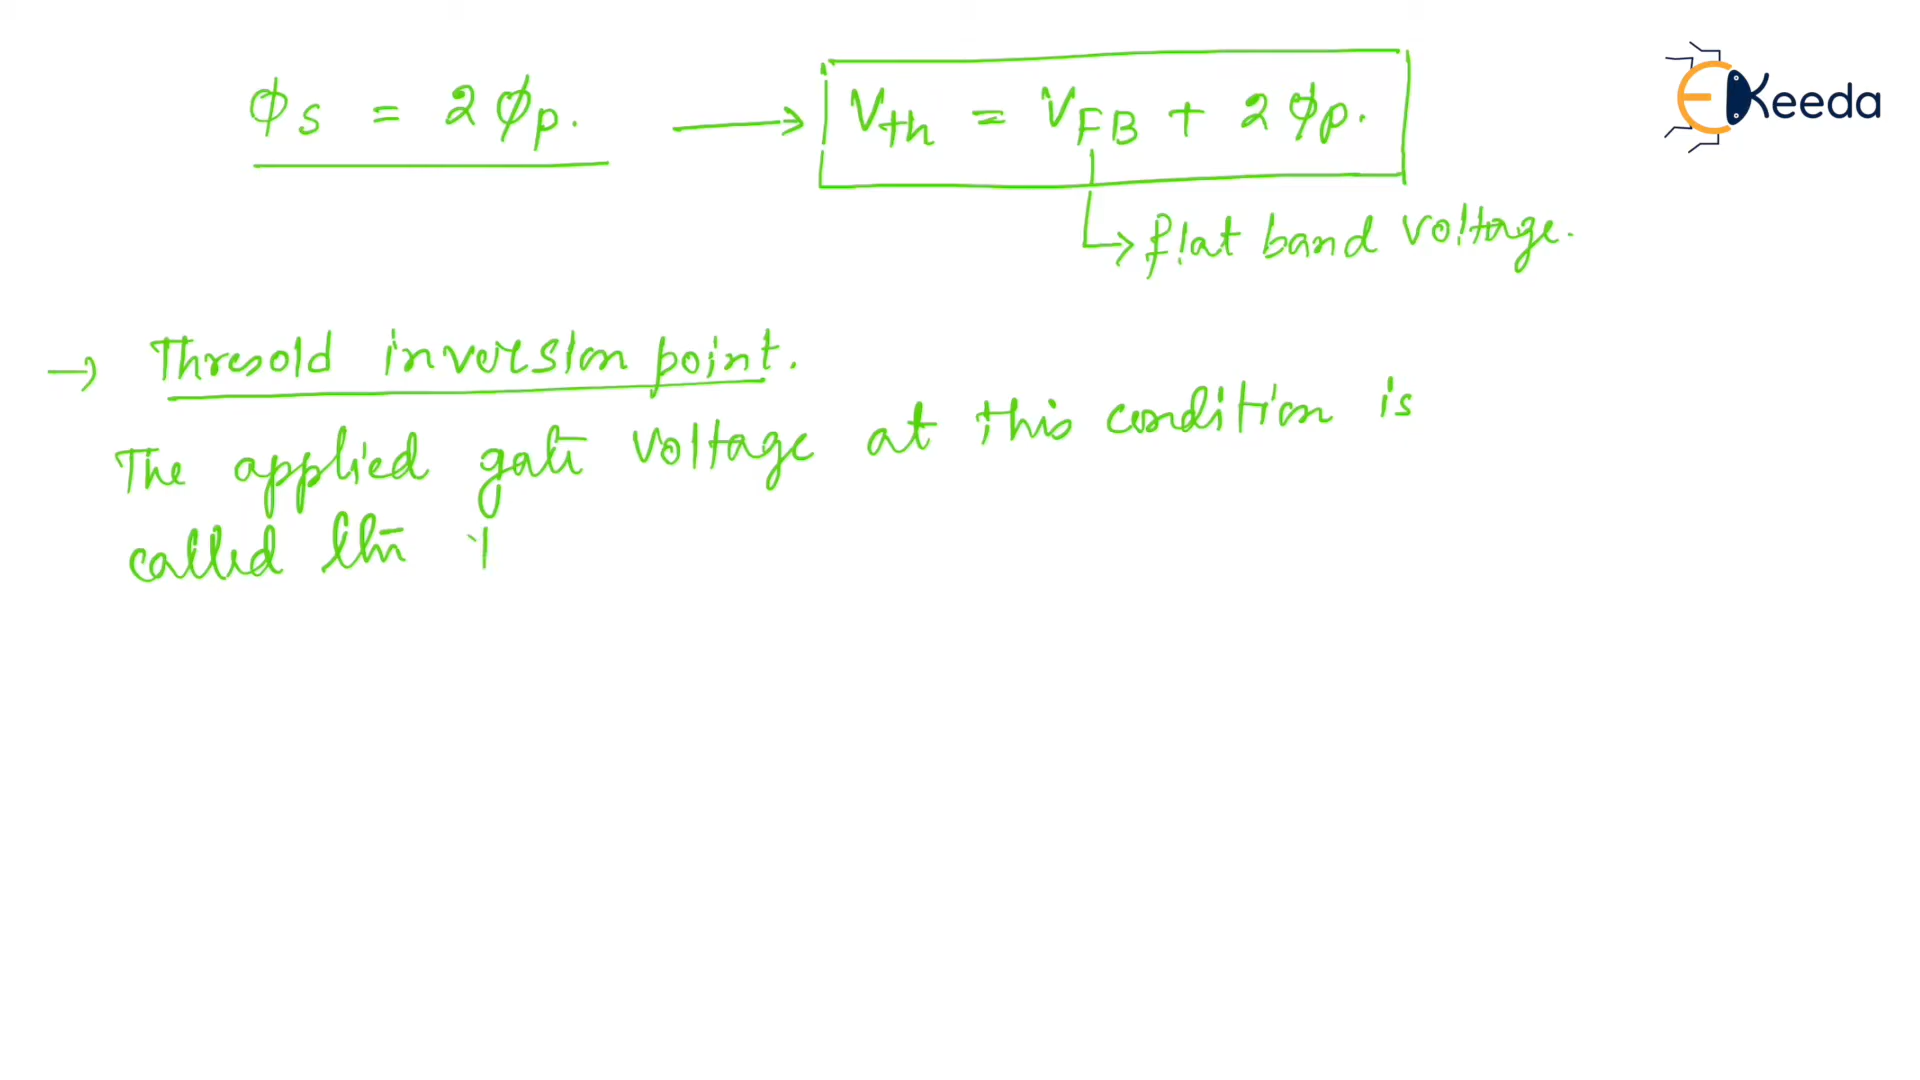 φs = 2φp. → Vth = VFB + 2φp.
EKeeda
↳ flat band voltage.
→ Thresold inversion point.
The applied gate voltage at this condition is
called the